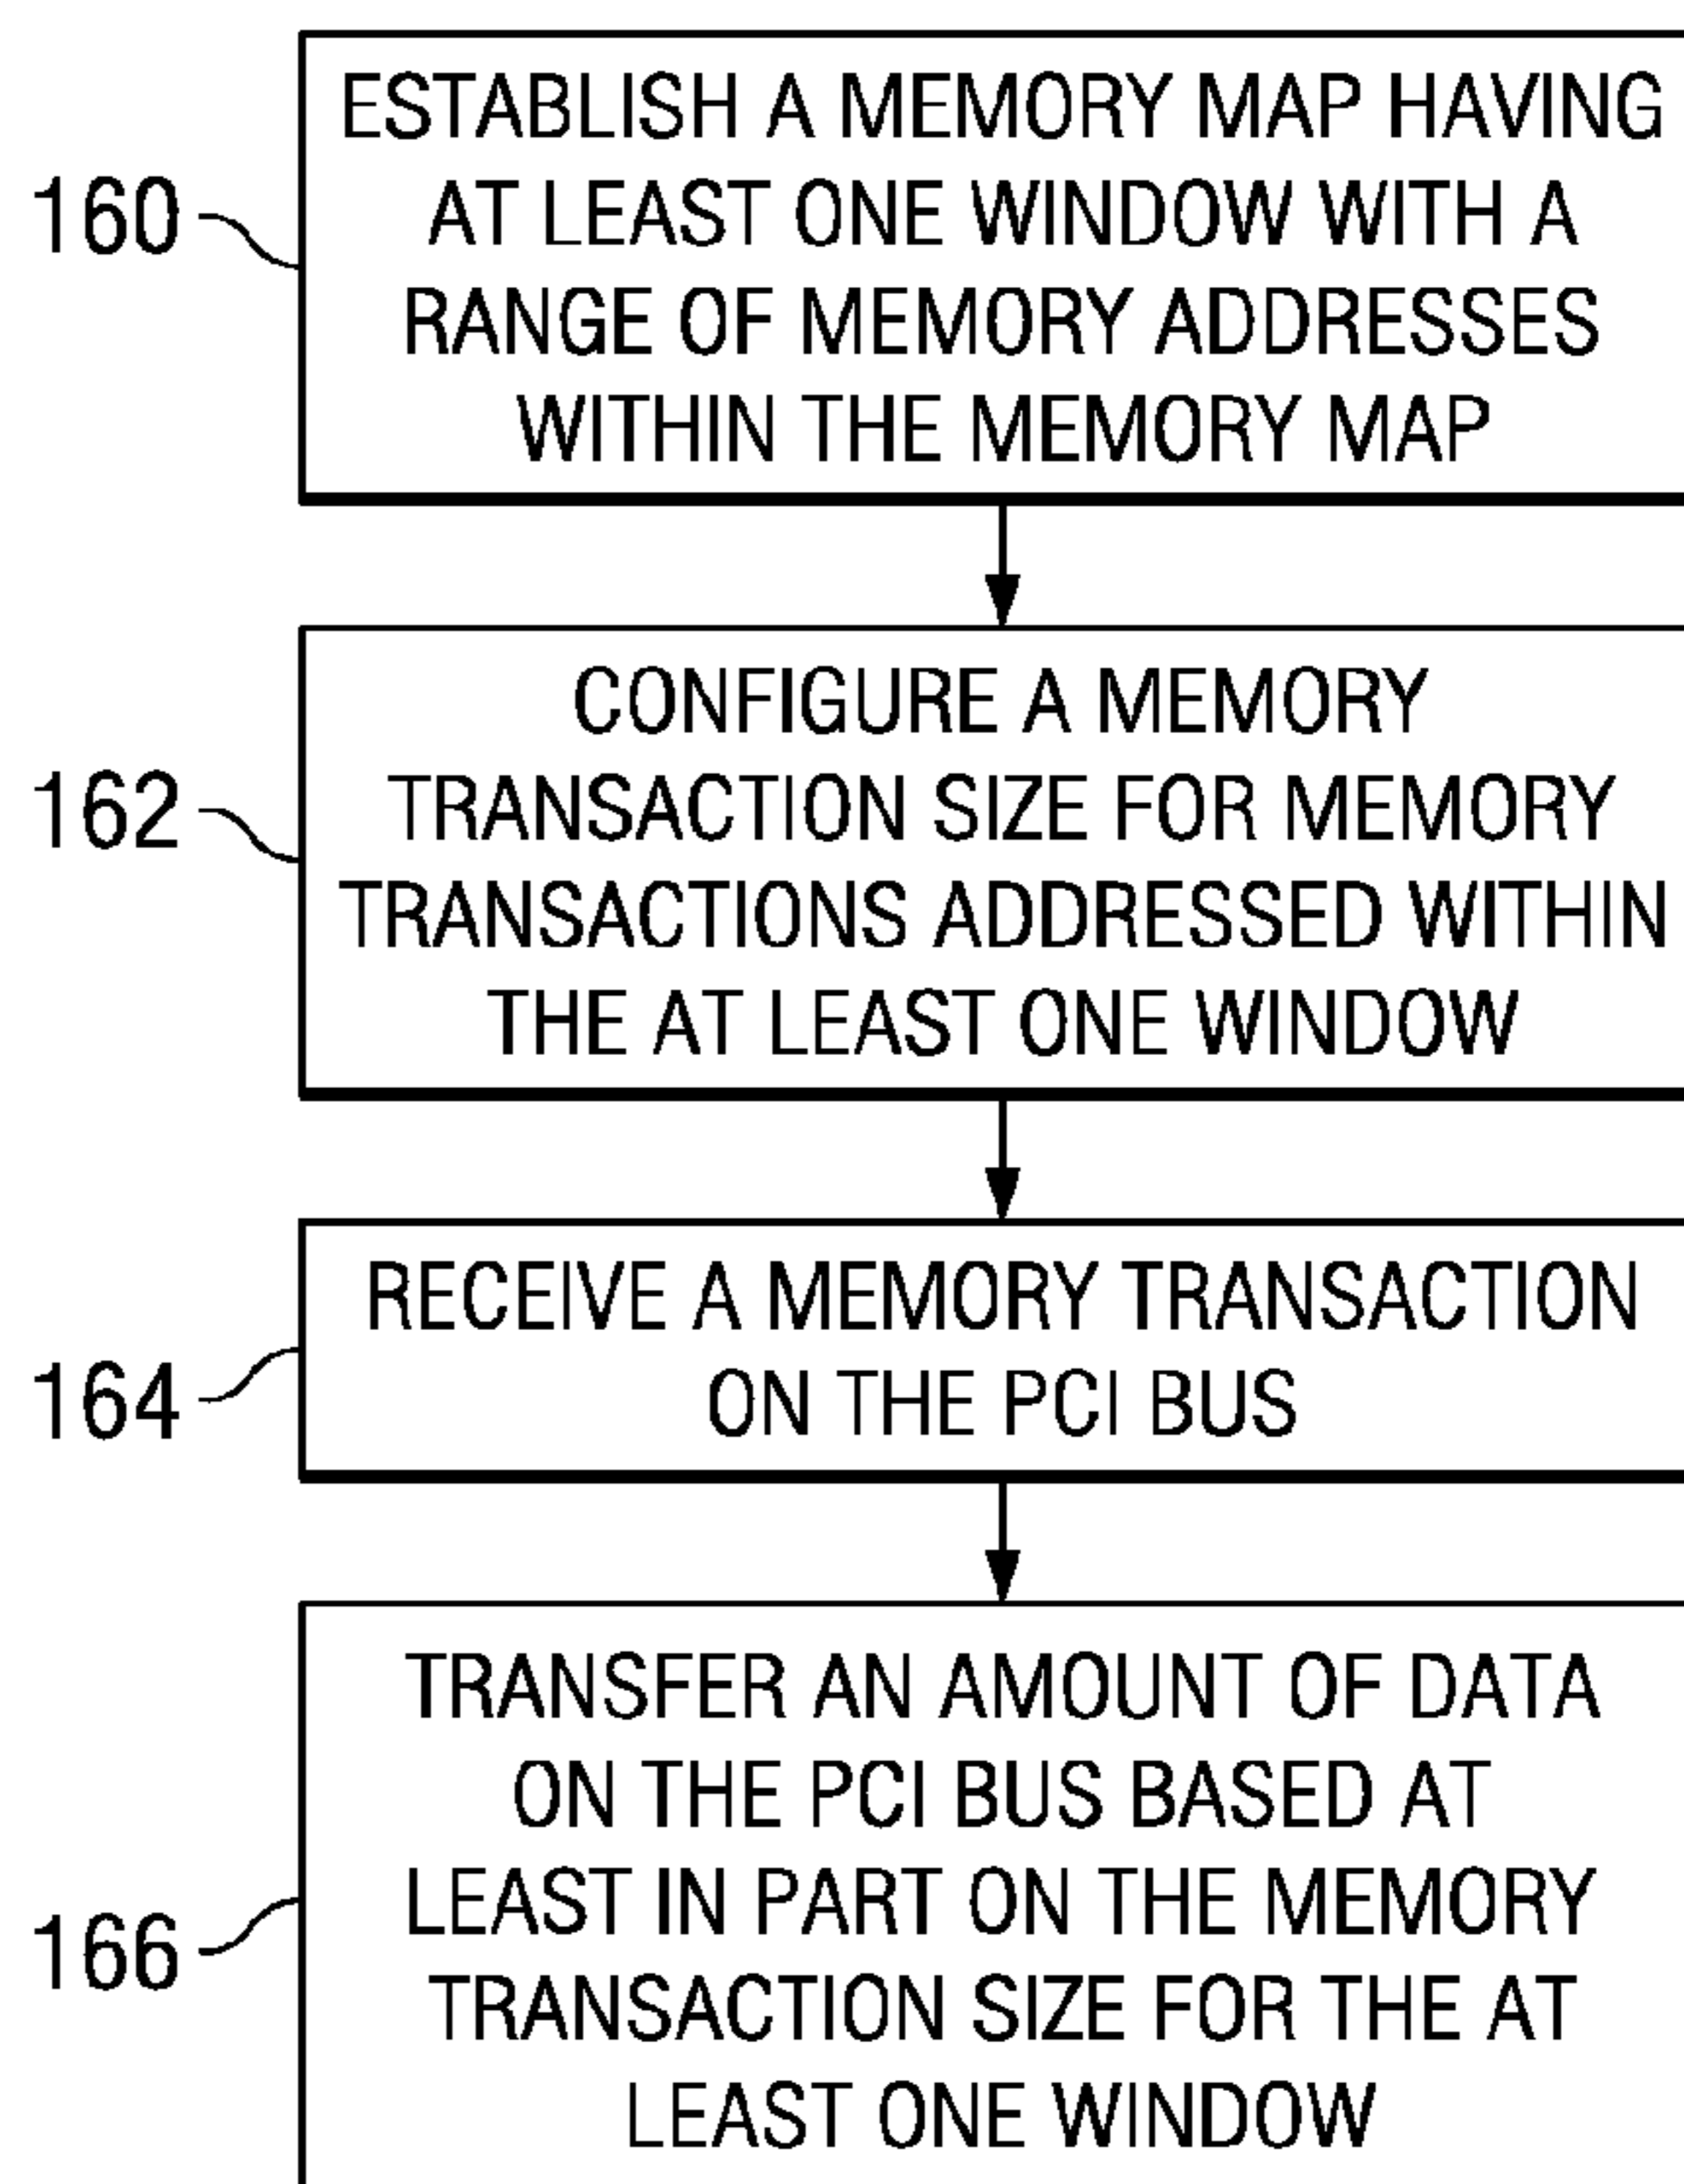 160
ESTABLISH A MEMORY MAP HAVING
AT LEAST ONE WINDOW WITH A
RANGE OF MEMORY ADDRESSES
WITHIN THE MEMORY MAP
162
CONFIGURE A MEMORY
TRANSACTION SIZE FOR MEMORY
TRANSACTIONS ADDRESSED WITHIN
THE AT LEAST ONE WINDOW
164
RECEIVE A MEMORY TRANSACTION
ON THE PCI BUS
166
TRANSFER AN AMOUNT OF DATA
ON THE PCI BUS BASED AT
LEAST IN PART ON THE MEMORY
TRANSACTION SIZE FOR THE AT
LEAST ONE WINDOW